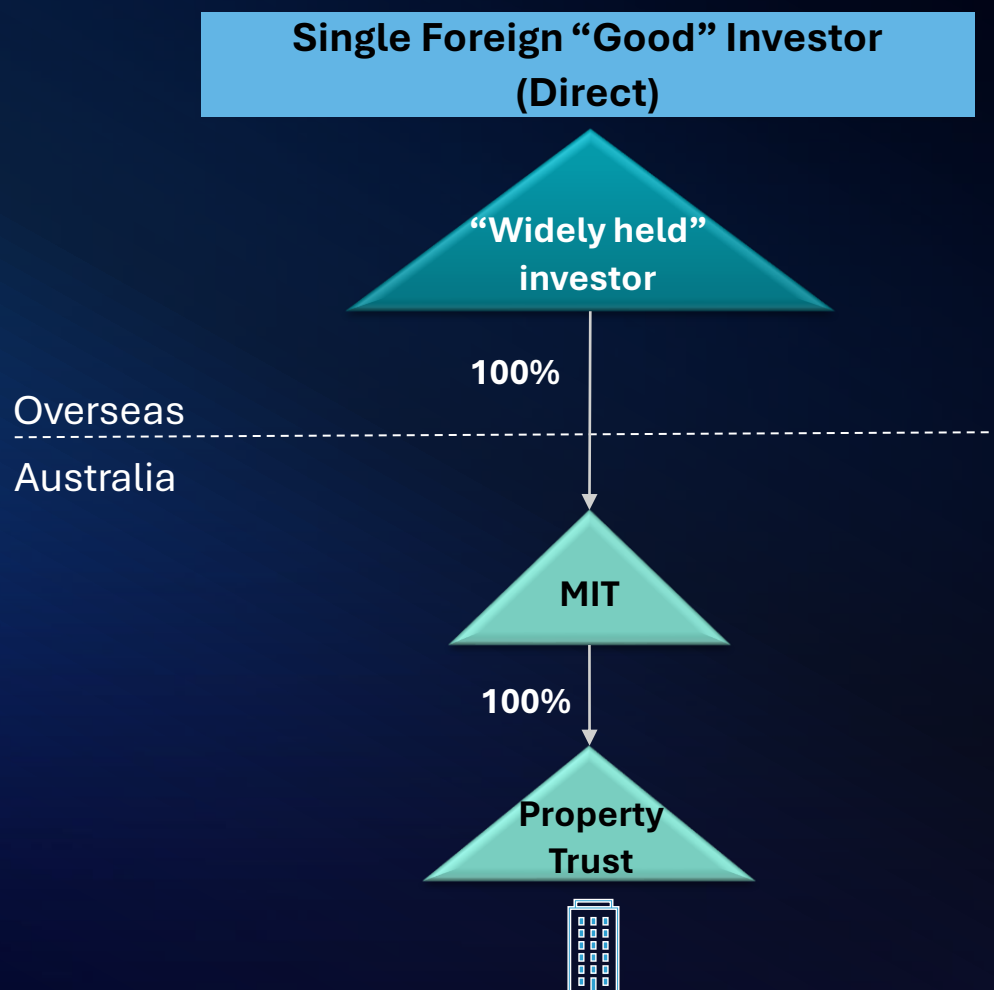 Single Foreign “Good” Investor
(Direct)
“Widely held”
investor
100%
Overseas
Australia
MIT
100%
Property
Trust